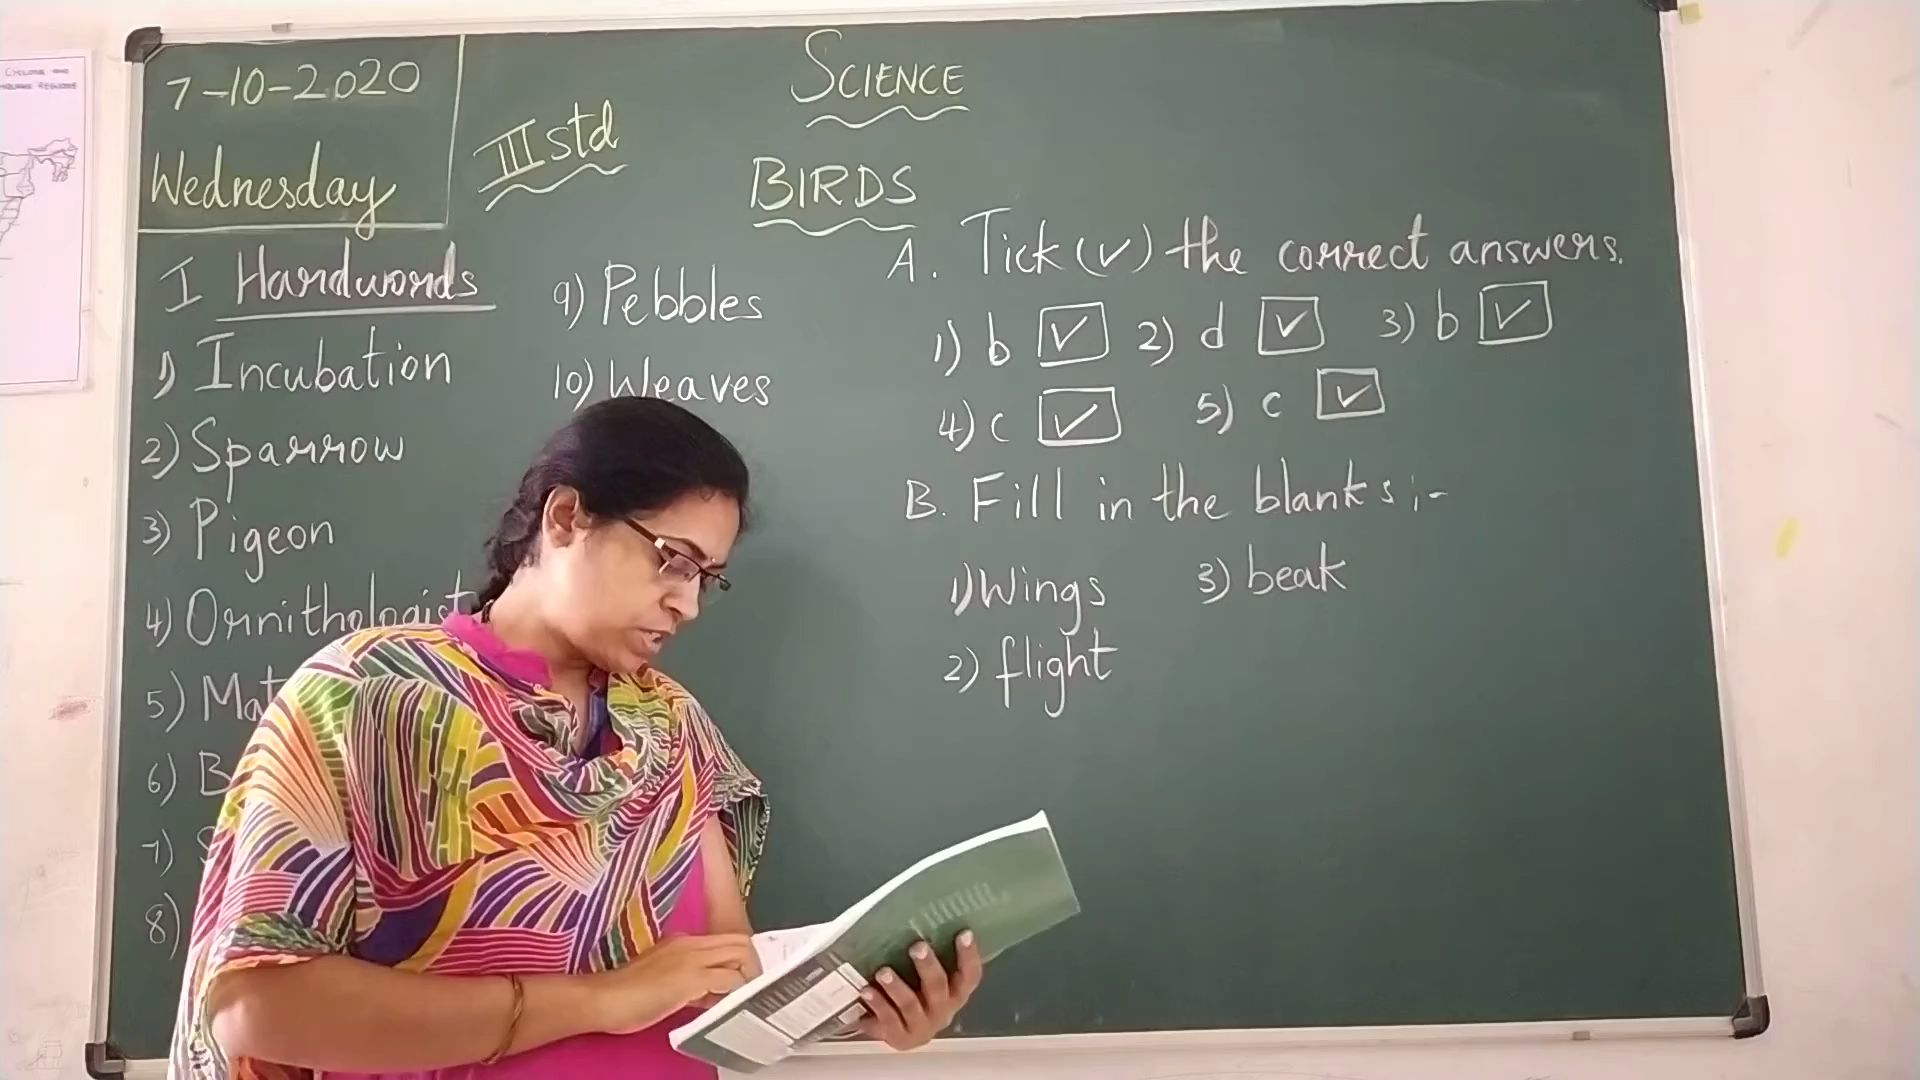 7-10-2020
Wednesday
III std
SCIENCE
BIRDS
I Hardwords
1) Incubation
2) Sparrow
3) Pigeon
4) Ornithologist
5)
6)
7)
8)
9) Pebbles
10) Weaves
A. Tick (✓) the correct answers.
1) b ✓ 2) d ✓ 3) b ✓
4) c ✓ 5) c ✓
B. Fill in the blanks:-
1) Wings 3) beak
2) flight